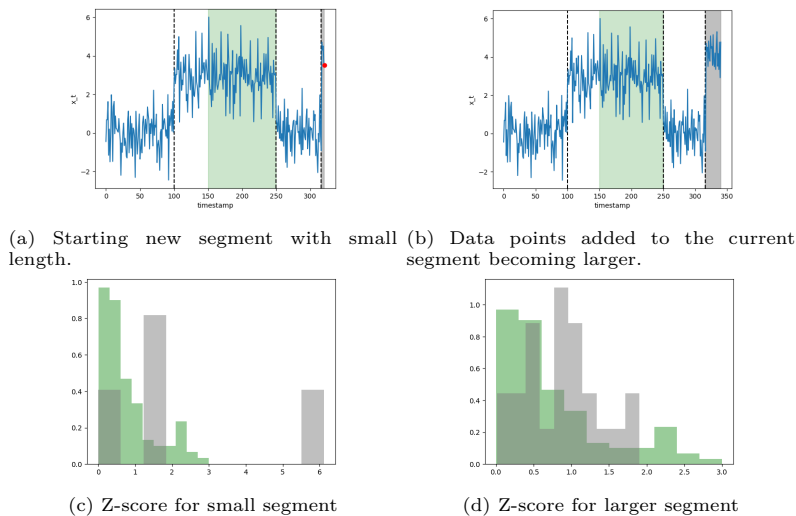 6
4
2
0
−2
x_t
0 50 100 150 200 250 300
timestamp
6
4
2
0
−2
x_t
0 50 100 150 200 250 300 350
timestamp
(a) Starting new segment with small length.
(b) Data points added to the current segment becoming larger.
1.0
0.8
0.6
0.4
0.2
0.0
0 1 2 3 4 5 6
1.0
0.8
0.6
0.4
0.2
0.0
0.0 0.5 1.0 1.5 2.0 2.5 3.0
(c) Z-score for small segment
(d) Z-score for larger segment